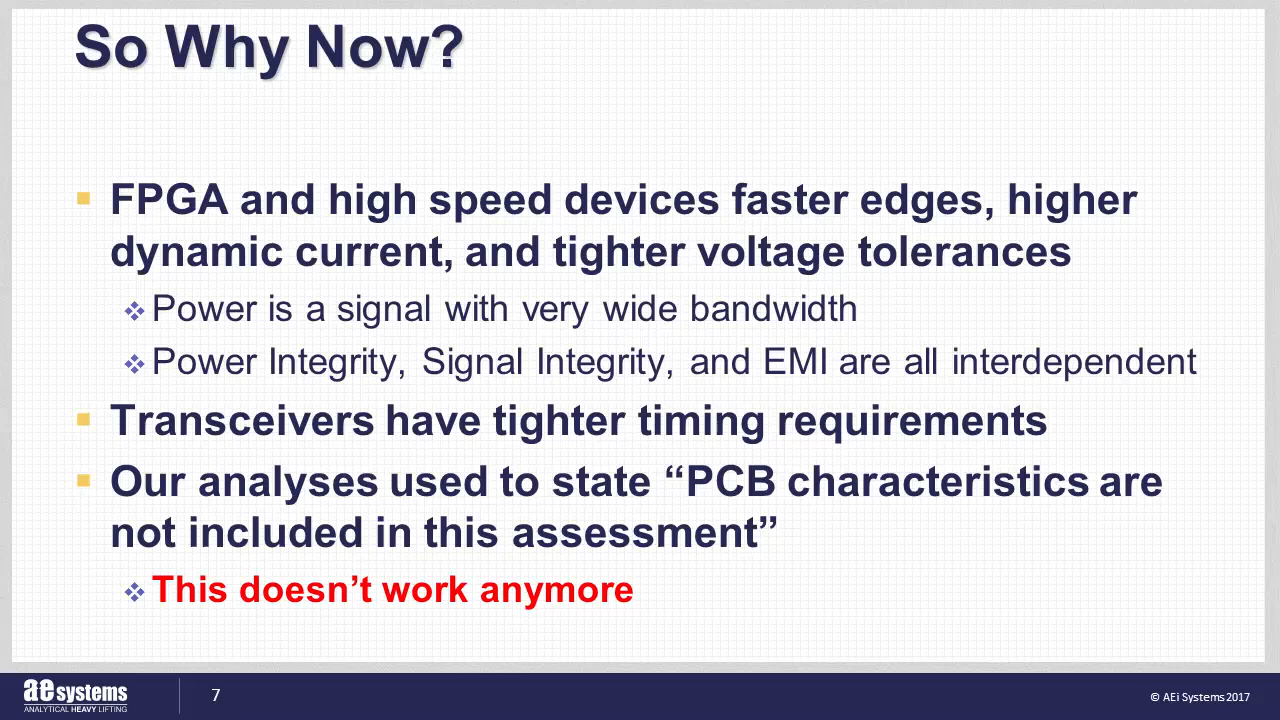 So Why Now?
FPGA and high speed devices faster edges, higher
dynamic current, and tighter voltage tolerances
Power is a signal with very wide bandwidth
Power Integrity, Signal Integrity, and EMI are all interdependent
Transceivers have tighter timing requirements
Our analyses used to state “PCB characteristics are
not included in this assessment”
This doesn’t work anymore
ae systems
ANALYTICAL HEAVY LIFTING
7
© AEi Systems 2017